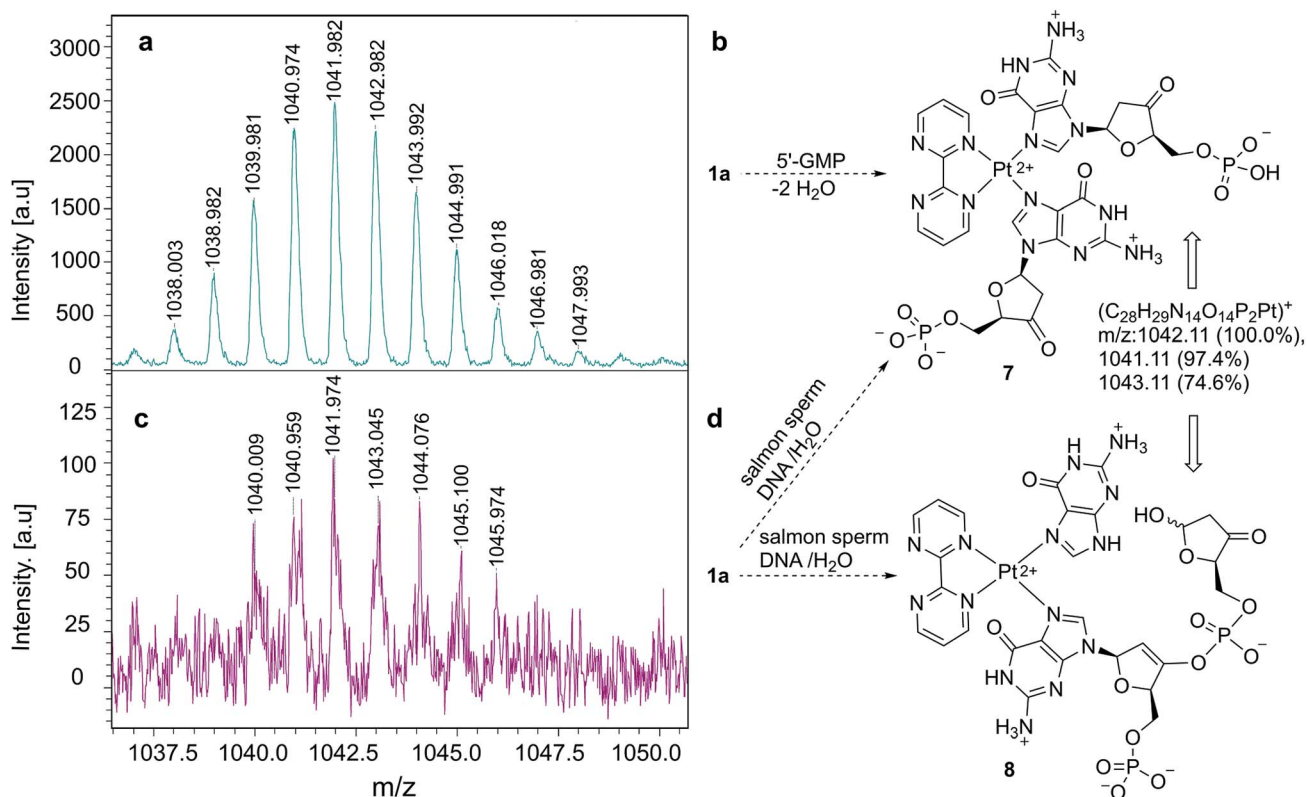 a
Intensity [a.u]
3000
2500
2000
1500
1000
500
0
1038.003
1038.982
1039.981
1040.974
1041.982
1042.982
1043.992
1044.991
1046.018
1046.981
1047.993
b
1a
5'-GMP
-2 H₂O
NH₃
+
HN
N
O
N
N
O
O
O
O⁻
P
O
OH
N
N
N
N
Pt²⁺
N
O
NH
N
N
NH₃
+
O
O
O
⁻O
P
O
O⁻
7
(C₂₈H₂₉N₁₄O₁₄P₂Pt)⁺
m/z:1042.11 (100.0%),
1041.11 (97.4%)
1043.11 (74.6%)
c
Intensity. [a.u]
125
100
75
50
25
0
1040.009
1040.959
1041.974
1043.045
1044.076
1045.100
1045.974
1037.5
1040.0
1042.5
1045.0
1047.5
1050.0
m/z
d
salmon sperm
DNA /H₂O
1a
salmon sperm
DNA /H₂O
H
N
+
NH₃
O
N
N
NH
HO
O
O
N
N
N
N
Pt²⁺
O
O
P
O⁻
O
N
O
N
HN
N
H₃N
+
O
O
O=P
O⁻
O⁻
8